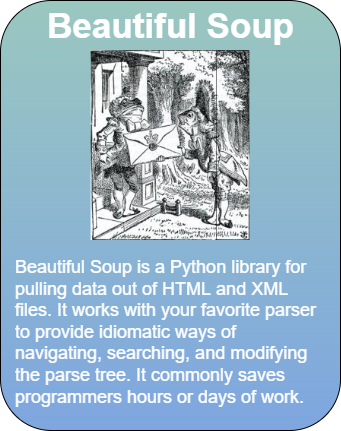 Beautiful Soup
Beautiful Soup is a Python library for
pulling data out of HTML and XML
files. It works with your favorite parser
to provide idiomatic ways of
navigating, searching, and modifying
the parse tree. It commonly saves
programmers hours or days of work.